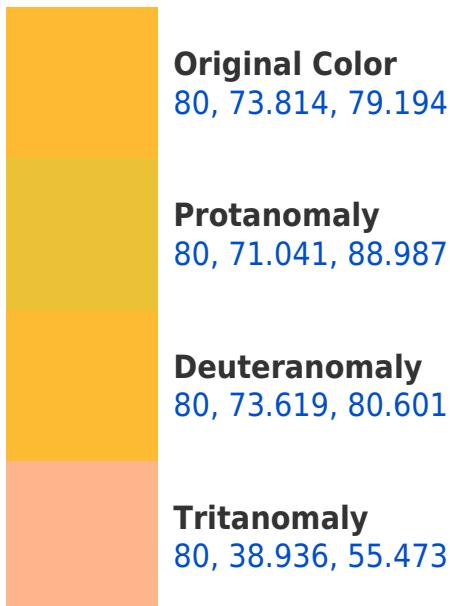 Original Color
80, 73.814, 79.194
Protanomaly
80, 71.041, 88.987
Deuteranomaly
80, 73.619, 80.601
Tritanomaly
80, 38.936, 55.473